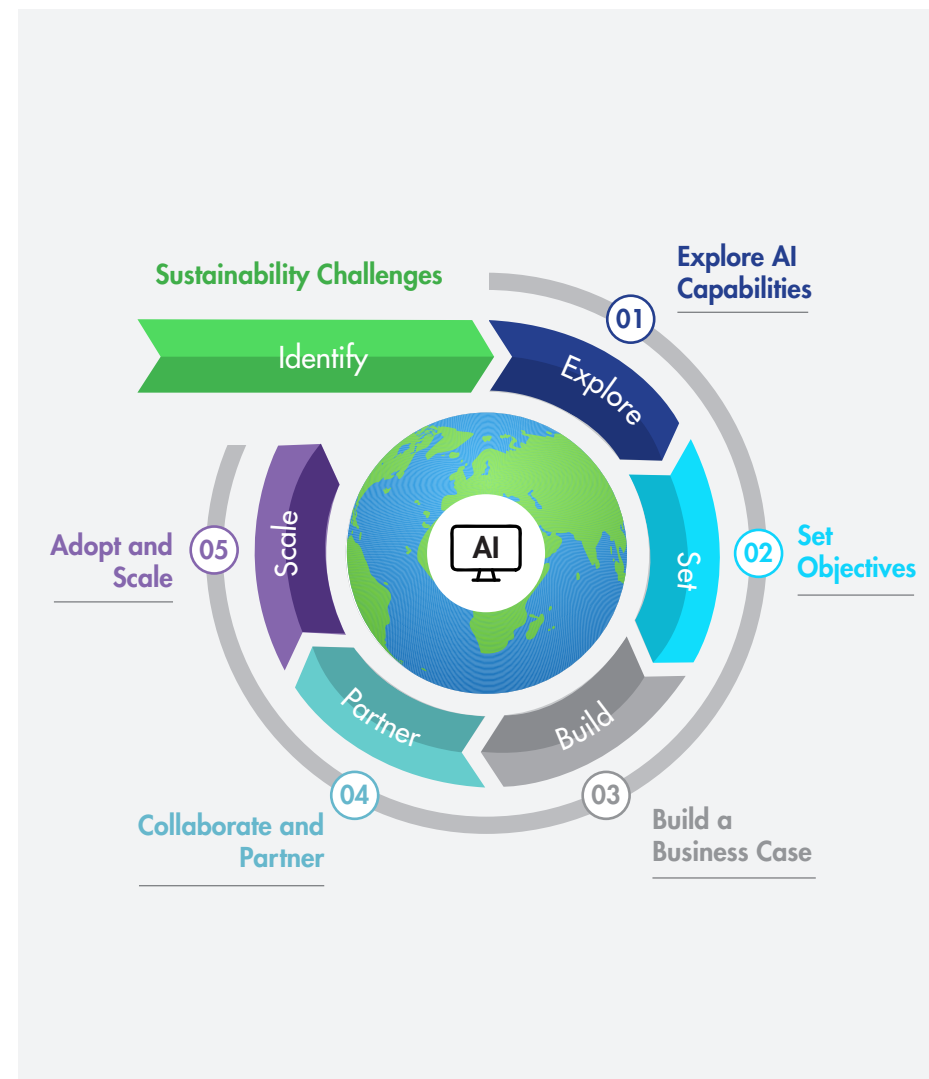 Sustainability Challenges
Identify
Explore AI
Capabilities
01
Explore
Set
Objectives
02
Set
Build a
Business Case
03
Build
Collaborate and
Partner
04
Partner
Adopt and
Scale
05
Scale
AI